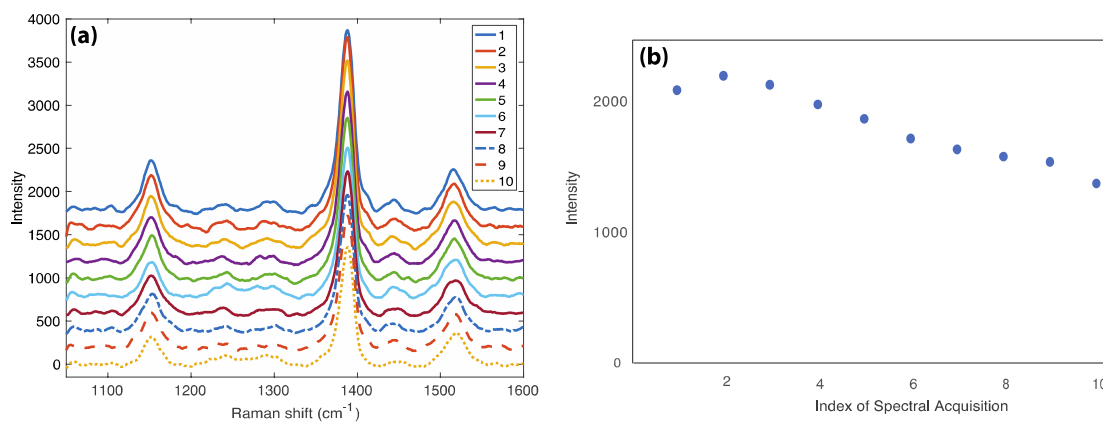 (a)
4000
3500
3000
2500
2000
1500
1000
500
0
Intensity
1100 1200 1300 1400 1500 1600
Raman shift (cm⁻¹)
1
2
3
4
5
6
7
8
9
10
(b)
2000
1000
0
Intensity
2 4 6 8 10
Index of Spectral Acquisition